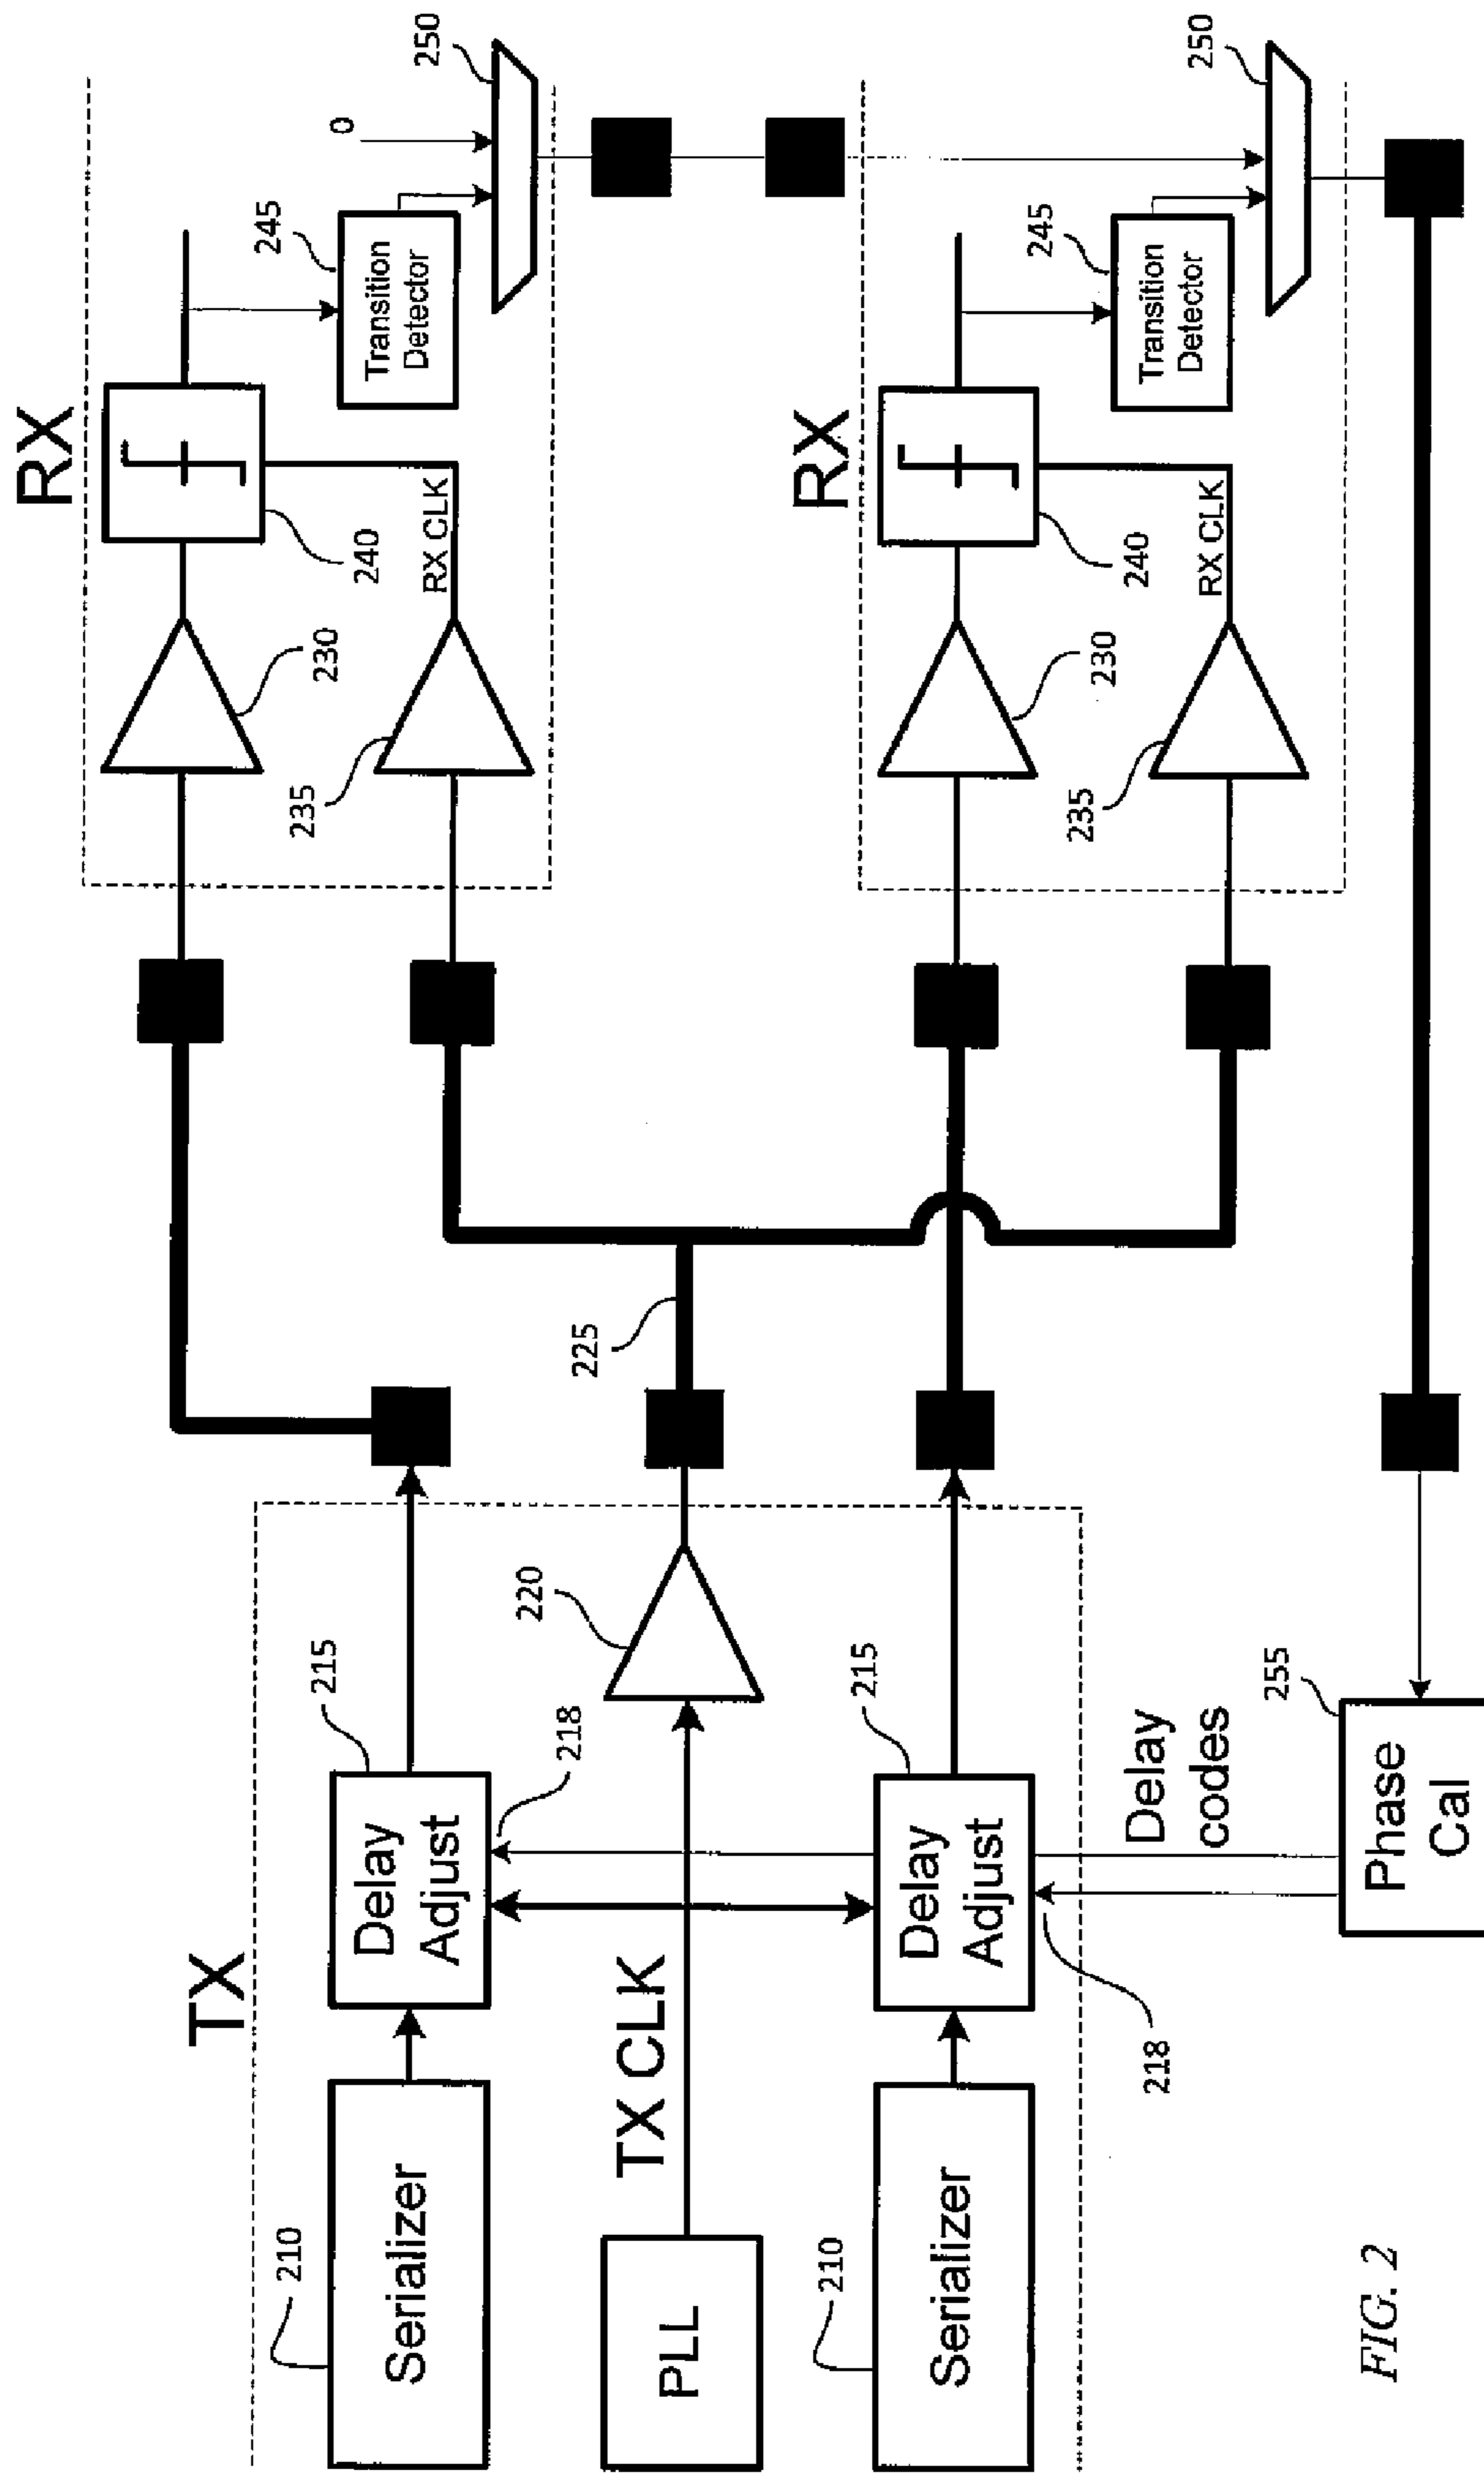 TX
RX
210
Serializer
215
Delay
Adjust
218
230
240
235
RX CLK
245
Transition
Detector
0
250
PLL
TX CLK
220
225
RX
210
Serializer
215
Delay
Adjust
218
230
240
235
RX CLK
245
Transition
Detector
250
Delay
codes
255
Phase
Cal
FIG. 2